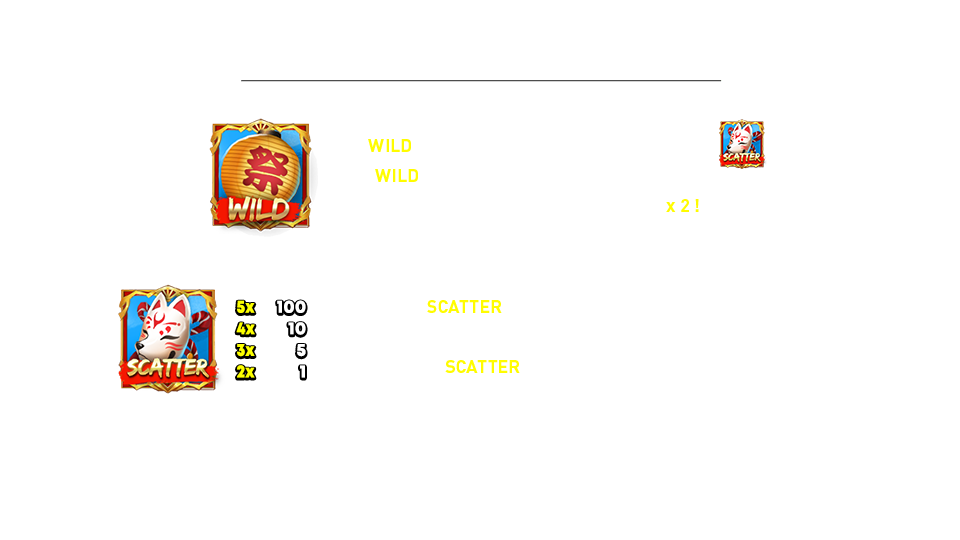 WILD
SCATTER
祭
WILD
WILD
x 2 !
SCATTER
5x 100
4x 10
3x 5
2x 1
SCATTER
SCATTER